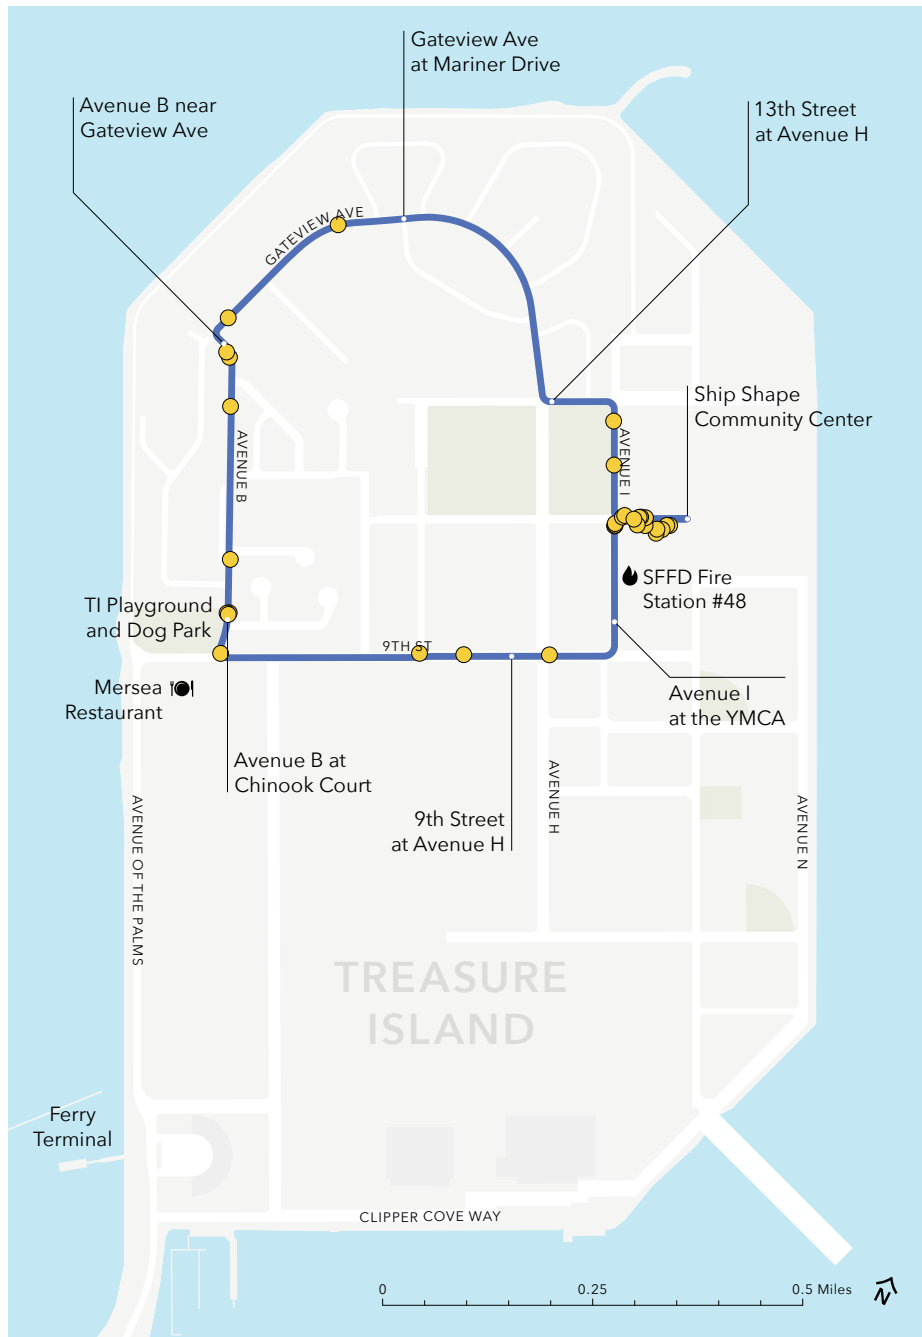 Gateview Ave
at Mariner Drive
Avenue B near
Gateview Ave
13th Street
at Avenue H
GATEVIEW AVE
Ship Shape
Community Center
AVENUE B
AVENUE I
SFFD Fire
Station #48
TI Playground
and Dog Park
9TH ST
Mersea
Restaurant
Avenue I
at the YMCA
Avenue B at
Chinook Court
9th Street
at Avenue H
AVENUE H
AVENUE OF THE PALMS
AVENUE N
TREASURE
ISLAND
Ferry
Terminal
CLIPPER COVE WAY
0 0.25 0.5 Miles
N